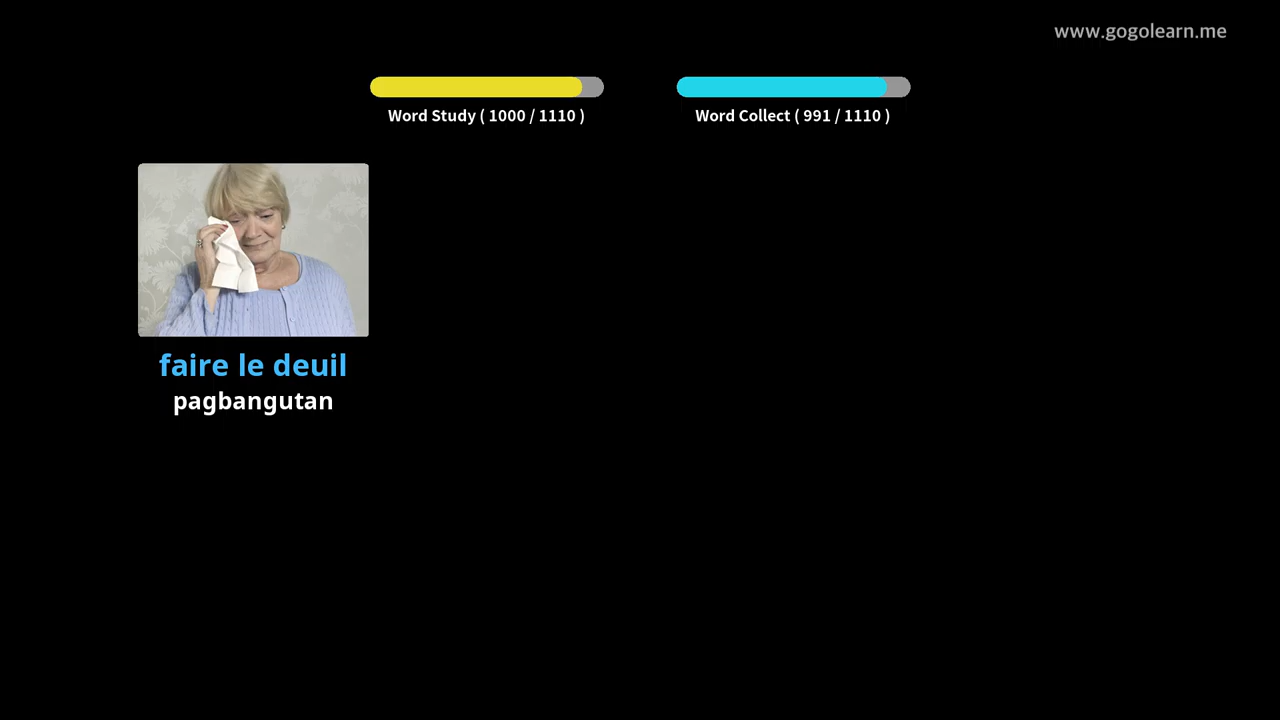 www.gogolearn.me
Word Study ( 1000 / 1110 )
Word Collect ( 991 / 1110 )
faire le deuil
pagbangutan